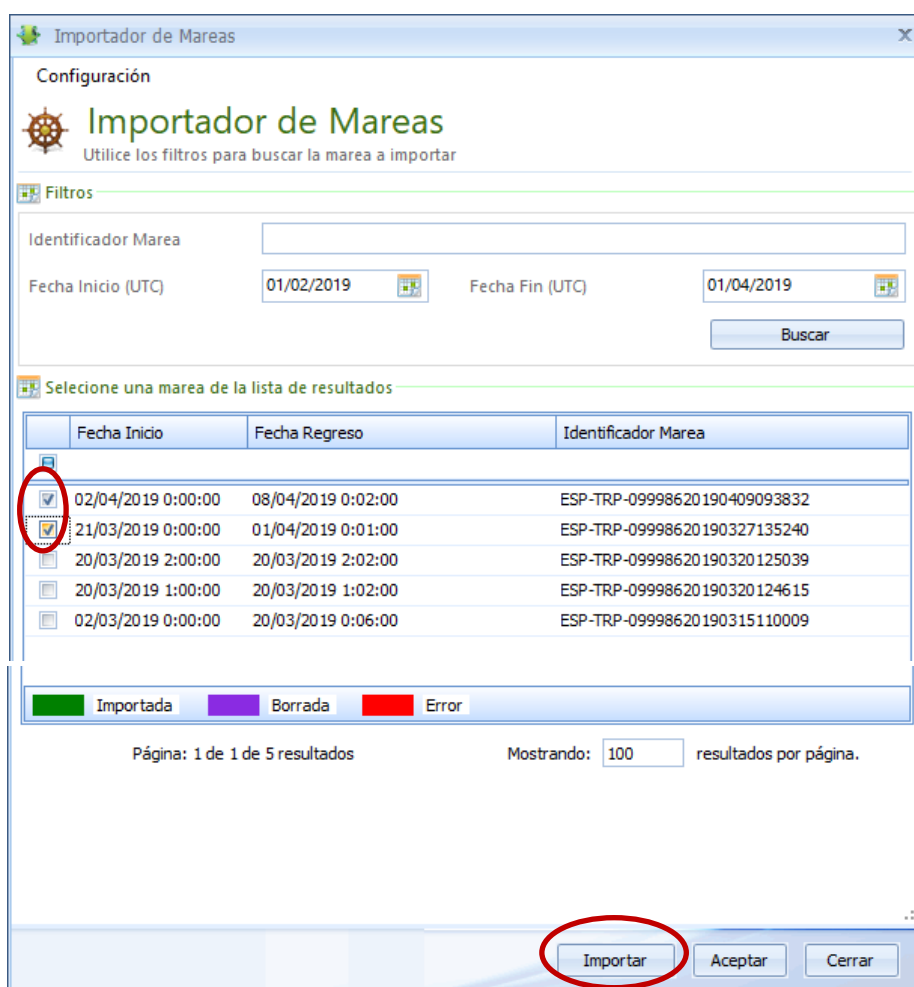 Importador de Mareas
x
Configuración
Importador de Mareas
Utilice los filtros para buscar la marea a importar
Filtros
Identificador Marea
Fecha Inicio (UTC) 01/02/2019 Fecha Fin (UTC) 01/04/2019
Buscar
Selecione una marea de la lista de resultados
Fecha Inicio Fecha Regreso Identificador Marea
02/04/2019 0:00:00 08/04/2019 0:02:00 ESP-TRP-09998620190409093832
21/03/2019 0:00:00 01/04/2019 0:01:00 ESP-TRP-09998620190327135240
20/03/2019 2:00:00 20/03/2019 2:02:00 ESP-TRP-09998620190320125039
20/03/2019 1:00:00 20/03/2019 1:02:00 ESP-TRP-09998620190320124615
02/03/2019 0:00:00 20/03/2019 0:06:00 ESP-TRP-09998620190315110009
Importada Borrada Error
Página: 1 de 1 de 5 resultados Mostrando: 100 resultados por página.
Importar Aceptar Cerrar